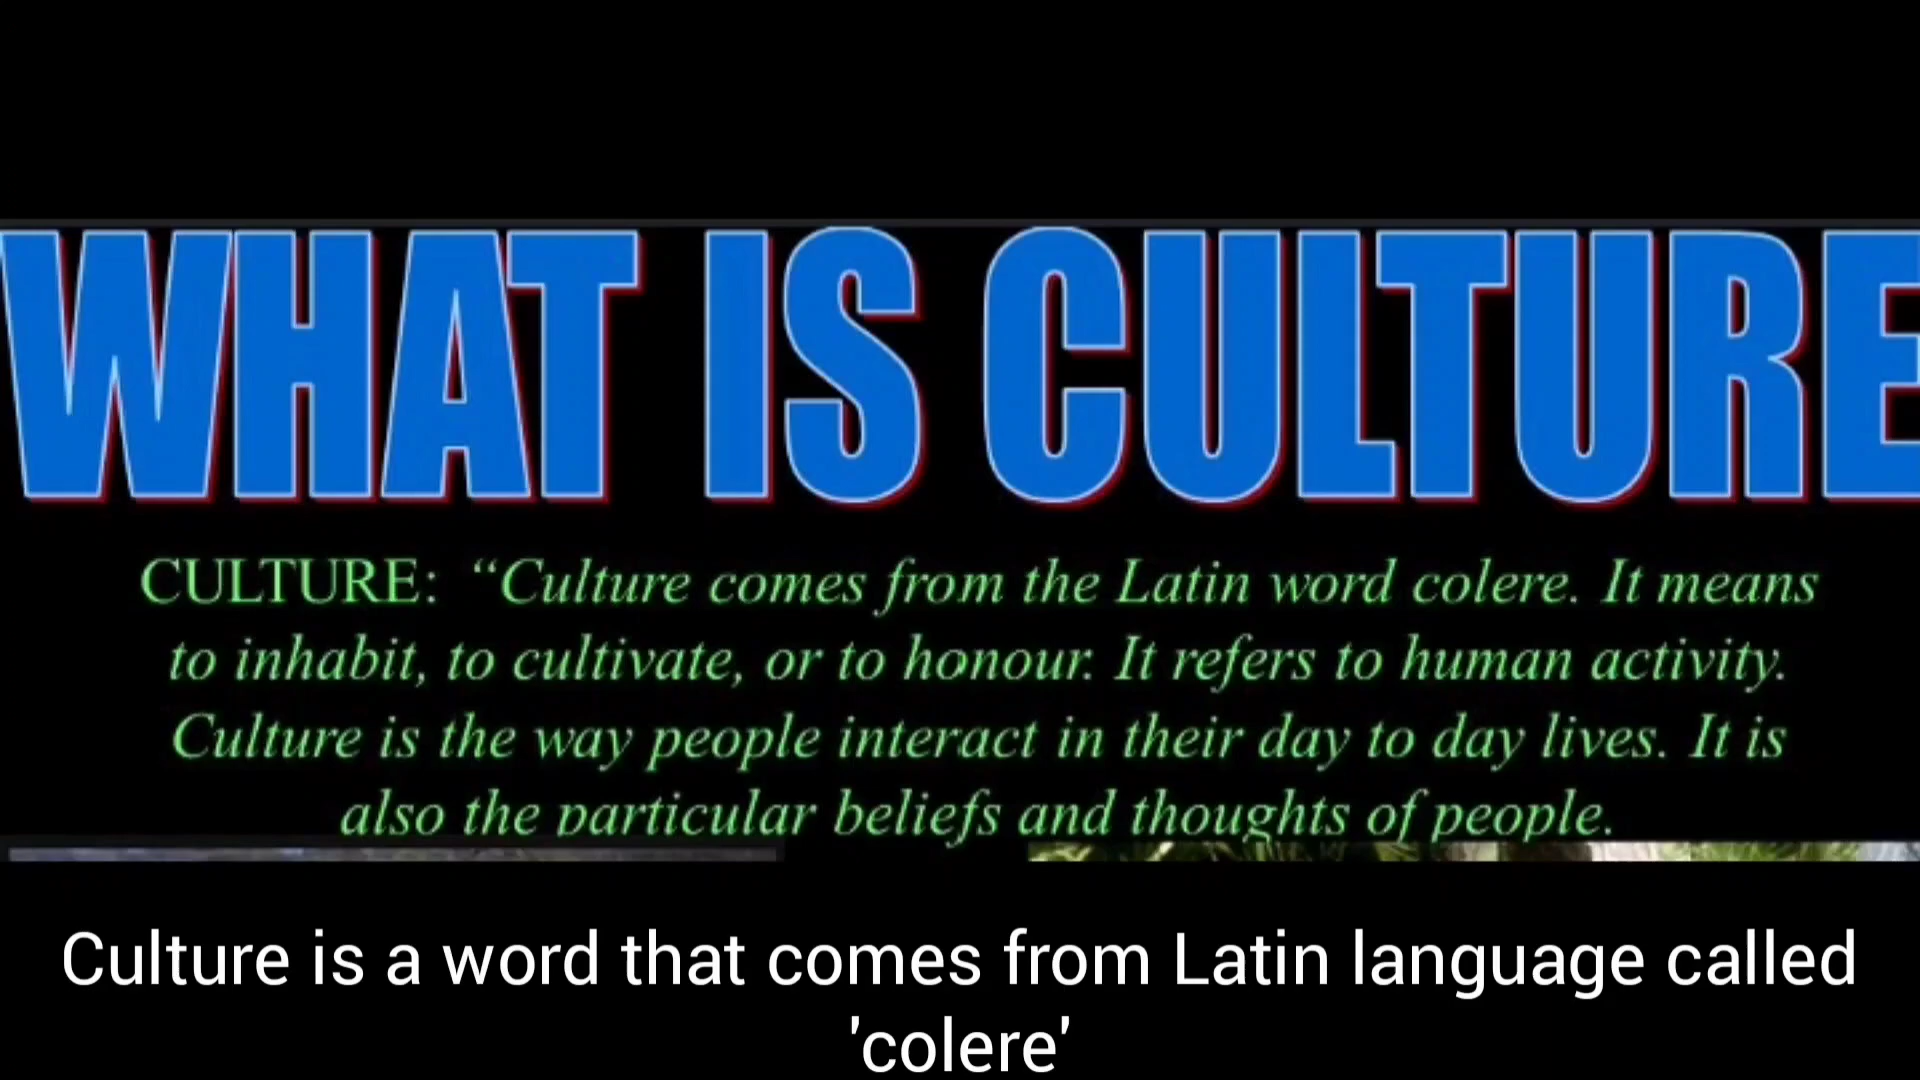 WHAT IS CULTURE
CULTURE: “Culture comes from the Latin word colere. It means
to inhabit, to cultivate, or to honour. It refers to human activity.
Culture is the way people interact in their day to day lives. It is
also the particular beliefs and thoughts of people.
Culture is a word that comes from Latin language called
'colere'